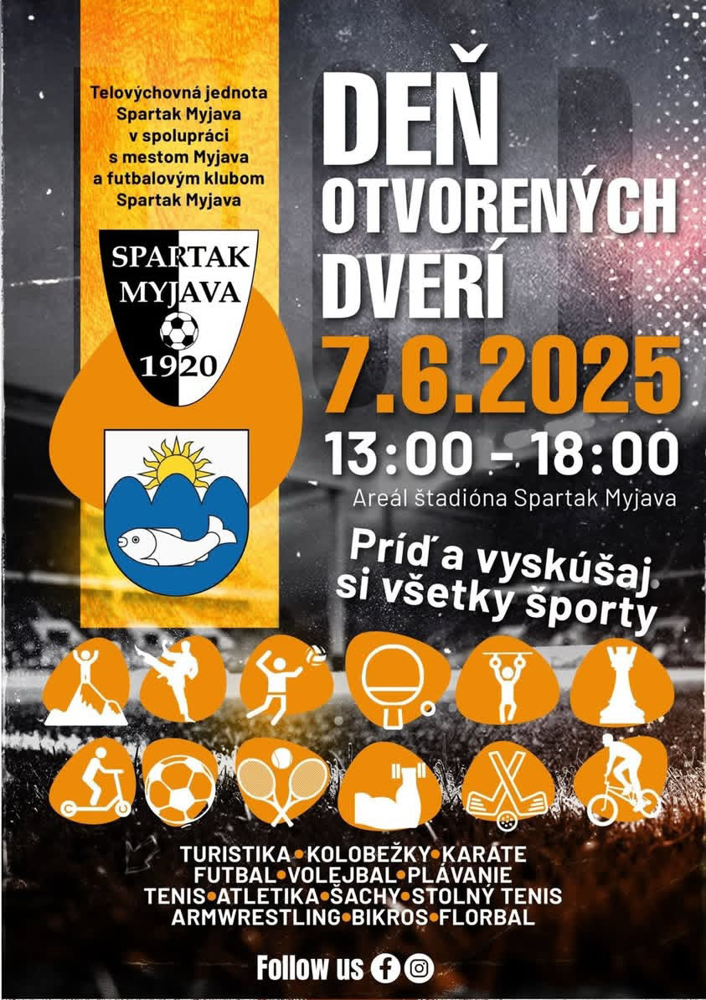 Telovýchovná jednota
Spartak Myjava
v spolupráci
s mestom Myjava
a futbalovým klubom
Spartak Myjava
SPARTAK
MYJAVA
1920
DEŇ
OTVORENÝCH
DVERÍ
7.6.2025
13:00 - 18:00
Areál štadióna Spartak Myjava
Príď a vyskúšaj
si všetky športy
TURISTIKA•KOLOBEŽKY•KARATE
FUTBAL•VOLEJBAL•PLÁVANIE
TENIS•ATLETIKA•ŠACHY•STOLNÝ TENIS
ARMWRESTLING•BIKROS•FLORBAL
Follow us